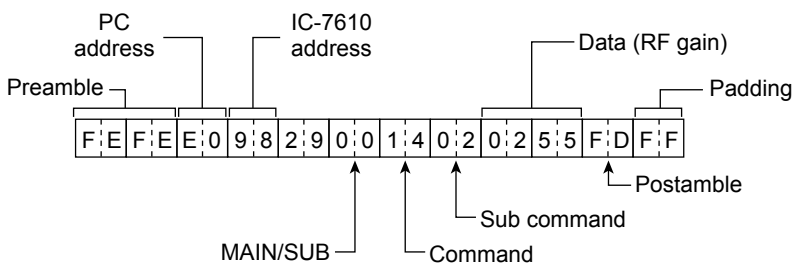 PC
address
IC-7610
address
Data (RF gain)
Preamble
Padding
F E F E E 0 9 8 2 9 0 0 1 4 0 2 0 2 5 5 F D F F
Postamble
Sub command
MAIN/SUB
Command